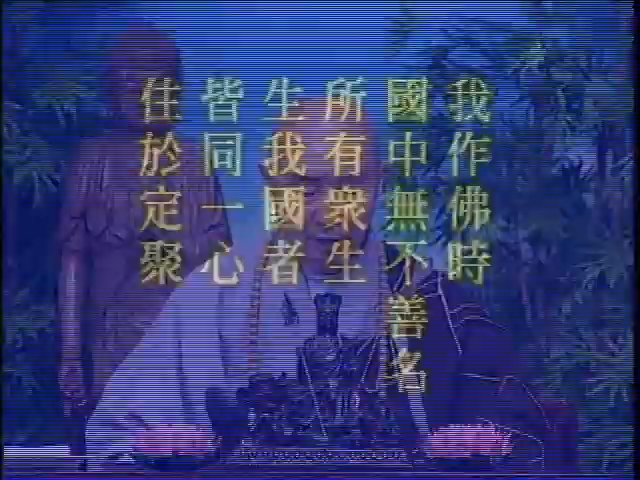 我作佛時
國中無不善名
所有衆生
生我國者
皆同一心
住於定聚